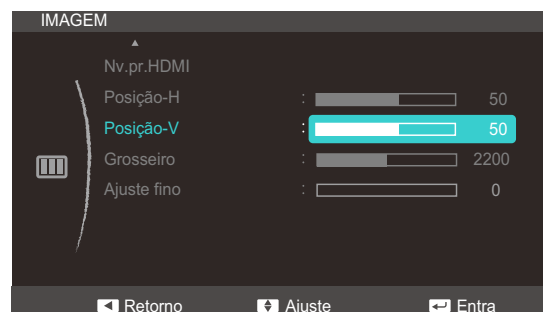 IMAGEM
Nv.pr.HDMI
Posição-H : 50
Posição-V : 50
Grosseiro : 2200
Ajuste fino : 0
Retorno Ajuste Entra